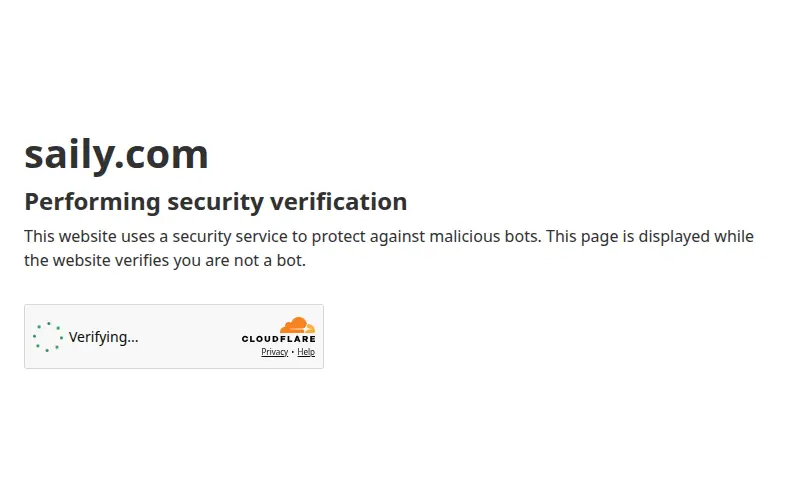 saily.com
Performing security verification
This website uses a security service to protect against malicious bots. This page is displayed while
the website verifies you are not a bot.
Verifying...
CLOUDFLARE
Privacy • Help